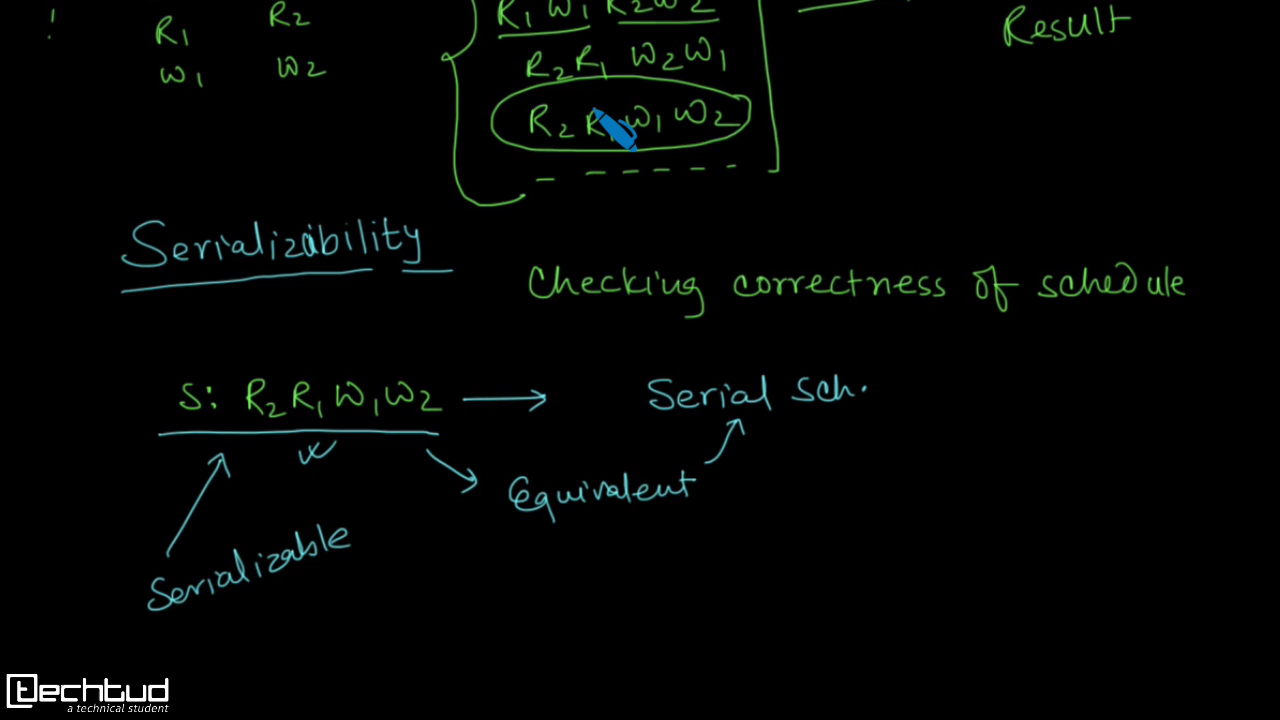 R1 R2 R1 W1 R2 W2 Result
W1 W2 R2 R1 W2 W1
R2 R1 W1 W2
Serializability
Checking correctness of schedule
S: R2 R1 W1 W2 Serial Sch.
Equivalent
Serializable
techtud
a technical student